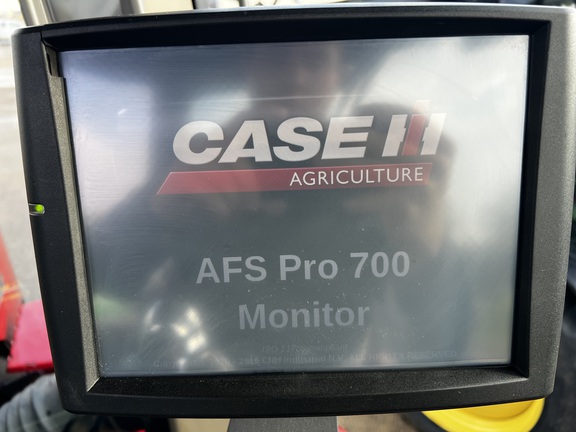 CASE IH
AGRICULTURE
AFS Pro 700
Monitor